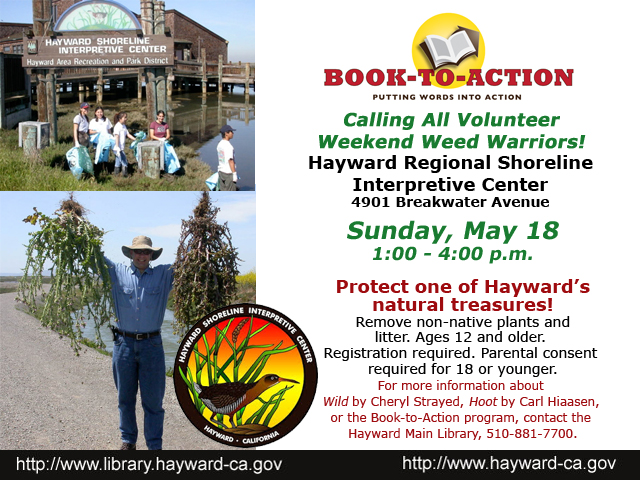 HAYWARD SHORELINE
INTERPRETIVE CENTER
Hayward Area Recreation and Park District
BOOK-TO-ACTION
PUTTING WORDS INTO ACTION
Calling All Volunteer
Weekend Weed Warriors!
Hayward Regional Shoreline
Interpretive Center
4901 Breakwater Avenue
Sunday, May 18
1:00 - 4:00 p.m.
Protect one of Hayward's
natural treasures!
Remove non-native plants and
litter. Ages 12 and older.
Registration required. Parental consent
required for 18 or younger.
For more information about
Wild by Cheryl Strayed, Hoot by Carl Hiaasen,
or the Book-to-Action program, contact the
Hayward Main Library, 510-881-7700.
HAYWARD SHORELINE INTERPRETIVE CENTER
HAYWARD • CALIFORNIA
http://www.library.hayward-ca.gov
http://www.hayward-ca.gov